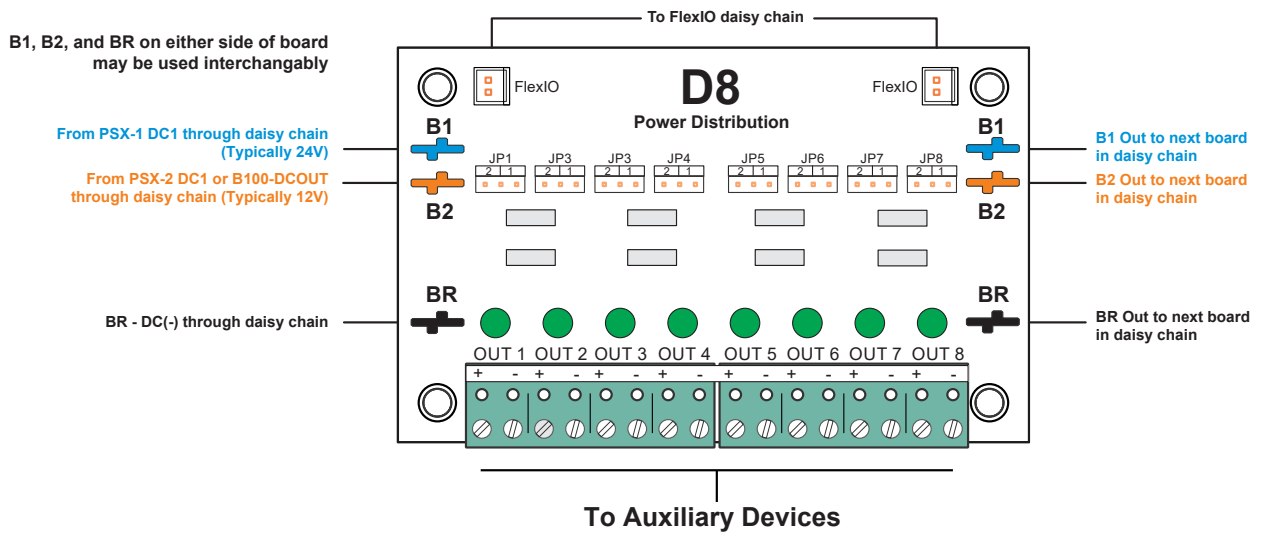 To FlexIO daisy chain
B1, B2, and BR on either side of board
may be used interchangably
FlexIO
D8
FlexIO
Power Distribution
B1
B1
From PSX-1 DC1 through daisy chain
(Typically 24V)
B1 Out to next board
in daisy chain
JP1 JP3 JP3 JP4 JP5 JP6 JP7 JP8
2 1 2 1 2 1 2 1 2 1 2 1 2 1 2 1
From PSX-2 DC1 or B100-DCOUT
through daisy chain (Typically 12V)
B2 Out to next board
in daisy chain
B2
B2
BR
BR
BR - DC(-) through daisy chain
BR Out to next board
in daisy chain
OUT 1 OUT 2 OUT 3 OUT 4 OUT 5 OUT 6 OUT 7 OUT 8
+ - + - + - + - + - + - + - + -
To Auxiliary Devices